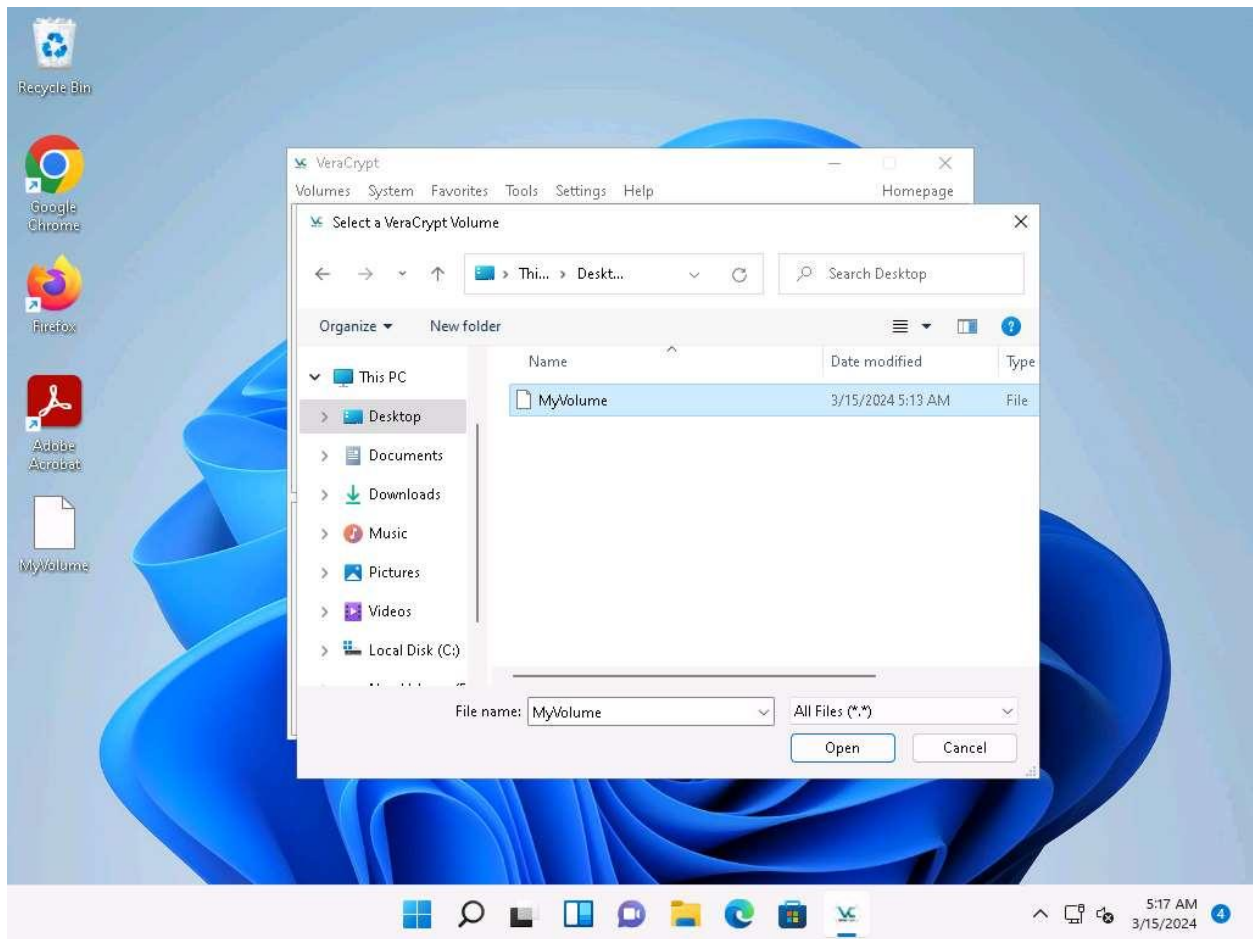 Recycle Bin
Google
Chrome
Firefox
Adobe
Acrobat
MyVolume
VeraCrypt
Volumes System Favorites Tools Settings Help Homepage
Select a VeraCrypt Volume
Thi... › Deskt... Search Desktop
Organize New folder
Name Date modified Type
This PC
MyVolume 3/15/2024 5:13 AM File
Desktop
Documents
Downloads
Music
Pictures
Videos
Local Disk (C:)
File name: MyVolume All Files (*.*)
Open Cancel
5:17 AM
3/15/2024
4